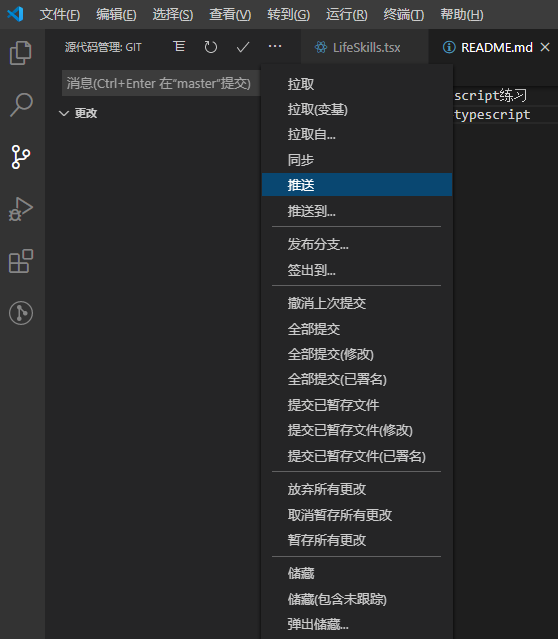 文件(F) 编辑(E) 选择(S) 查看(V) 转到(G) 运行(R) 终端(T) 帮助(H)
源代码管理: GIT
LifeSkills.tsx
README.md
消息(Ctrl+Enter 在"master"提交)
更改
script练习
typescript
拉取
拉取(变基)
拉取自...
同步
推送
推送到...
发布分支...
签出到...
撤消上次提交
全部提交
全部提交(修改)
全部提交(已署名)
提交已暂存文件
提交已暂存文件(修改)
提交已暂存文件(已署名)
放弃所有更改
取消暂存所有更改
暂存所有更改
储藏
储藏(包含未跟踪)
弹出储藏...